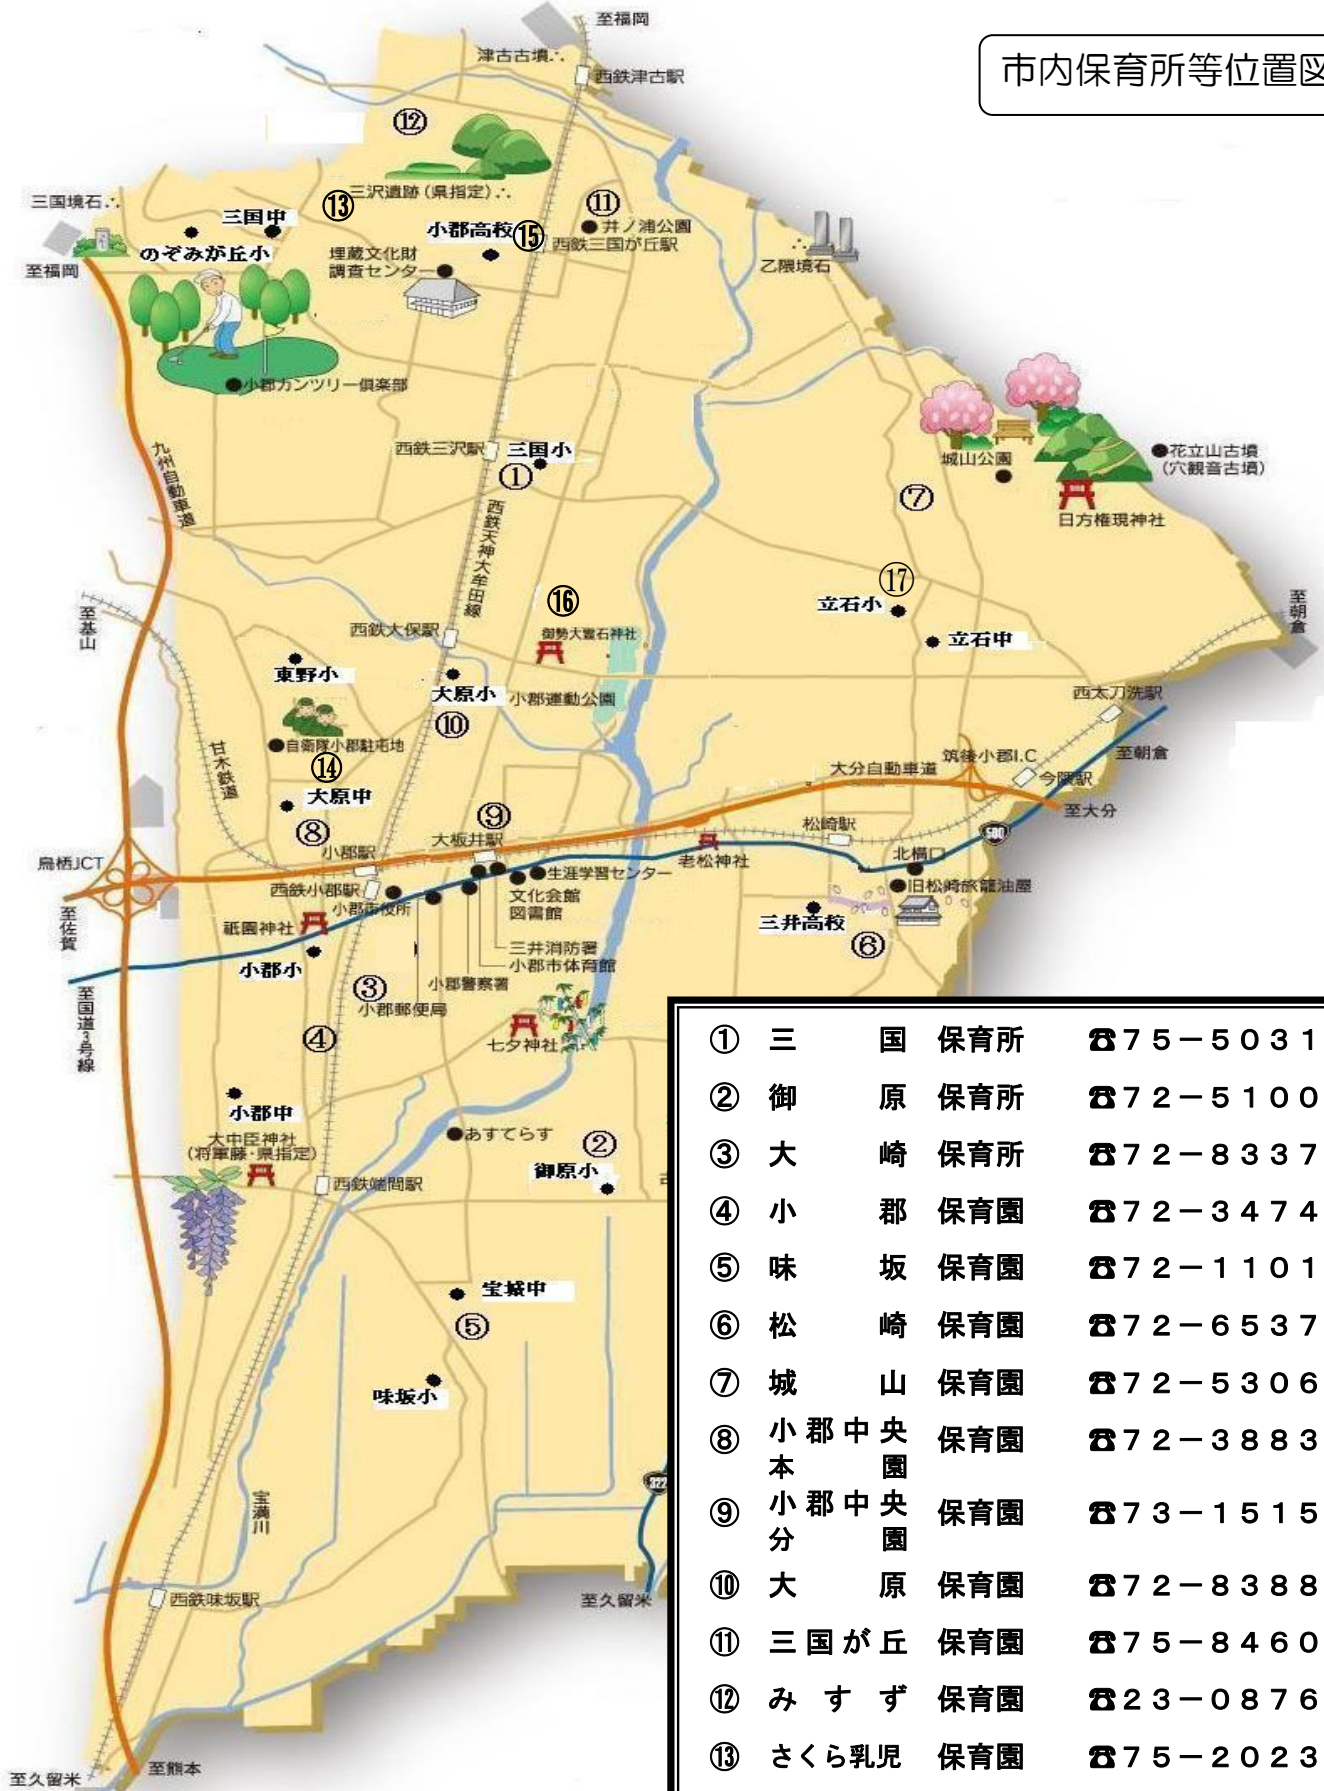 市内保育所等位置図
至福岡
津古古墳∴
西鉄津古駅
⑫
三国境石∴
⑬
三沢遺跡（県指定）∴
⑪
三国中
小郡高校
⑮
井ノ浦公園
のぞみが丘小
埋蔵文化財
調査センター
西鉄三国が丘駅
乙隈境石
至福岡
小郡カンツリー倶楽部
九州自動車道
西鉄三沢駅
三国小
①
西鉄天神大牟田線
城山公園
花立山古墳
(穴観音古墳)
⑦
日方権現神社
⑰
立石小
立石中
至朝倉
至基山
⑯
御勢大霊石神社
西鉄大保駅
東野小
大原小
小郡運動公園
⑩
西太刀洗駅
至朝倉
自衛隊小郡駐屯地
甘木鉄道
⑭
大原中
⑧
⑨
大分自動車道
筑後小郡I.C
今隈駅
至大分
鳥栖JCT
小郡駅
大板井駅
松崎駅
500
老松神社
北構口
西鉄小郡駅
小郡市役所
生涯学習センター
文化会館
図書館
旧松崎旅籠油屋
至佐賀
祇園神社
三井高校
⑥
小郡小
三井消防署
小郡市体育館
小郡警察署
③
小郡郵便局
至国道3号線
④
七夕神社
小郡中
大中臣神社
(将軍藤・県指定)
あすてらす
②
御原小
西鉄端間駅
宝城中
⑤
味坂小
宝満川
322
西鉄味坂駅
至久留米
至久留米
至熊本
① 三国 保育所 ☎75－5031
② 御原 保育所 ☎72－5100
③ 大崎 保育所 ☎72－8337
④ 小郡 保育園 ☎72－3474
⑤ 味坂 保育園 ☎72－1101
⑥ 松崎 保育園 ☎72－6537
⑦ 城山 保育園 ☎72－5306
⑧ 小郡中央 保育園 ☎72－3883
本園
⑨ 小郡中央 保育園 ☎73－1515
分園
⑩ 大原 保育園 ☎72－8388
⑪ 三国が丘 保育園 ☎75－8460
⑫ みすず 保育園 ☎23－0876
⑬ さくら乳児 保育園 ☎75－2023